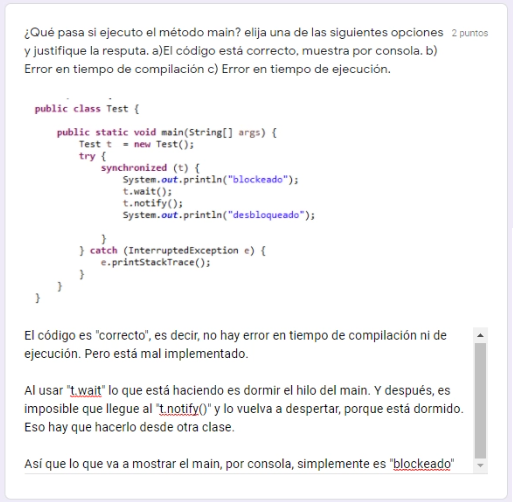 ¿Qué pasa si ejecuto el método main? elija una de las siguientes opciones
2 puntos
y justifique la resputa. a)El código está correcto, muestra por consola. b)
Error en tiempo de compilación c) Error en tiempo de ejecución.
public class Test {
public static void main(String[] args) {
Test t = new Test();
try {
synchronized (t) {
System.out.println("blockeado");
t.wait();
t.notify();
System.out.println("desbloqueado");
}
} catch (InterruptedException e) {
e.printStackTrace();
}
}
}
El código es "correcto", es decir, no hay error en tiempo de compilación ni de
ejecución. Pero está mal implementado.
Al usar "t.wait" lo que está haciendo es dormir el hilo del main. Y después, es
imposible que llegue al "t.notify()" y lo vuelva a despertar, porque está dormido.
Eso hay que hacerlo desde otra clase.
Así que lo que va a mostrar el main, por consola, simplemente es "blockeado"